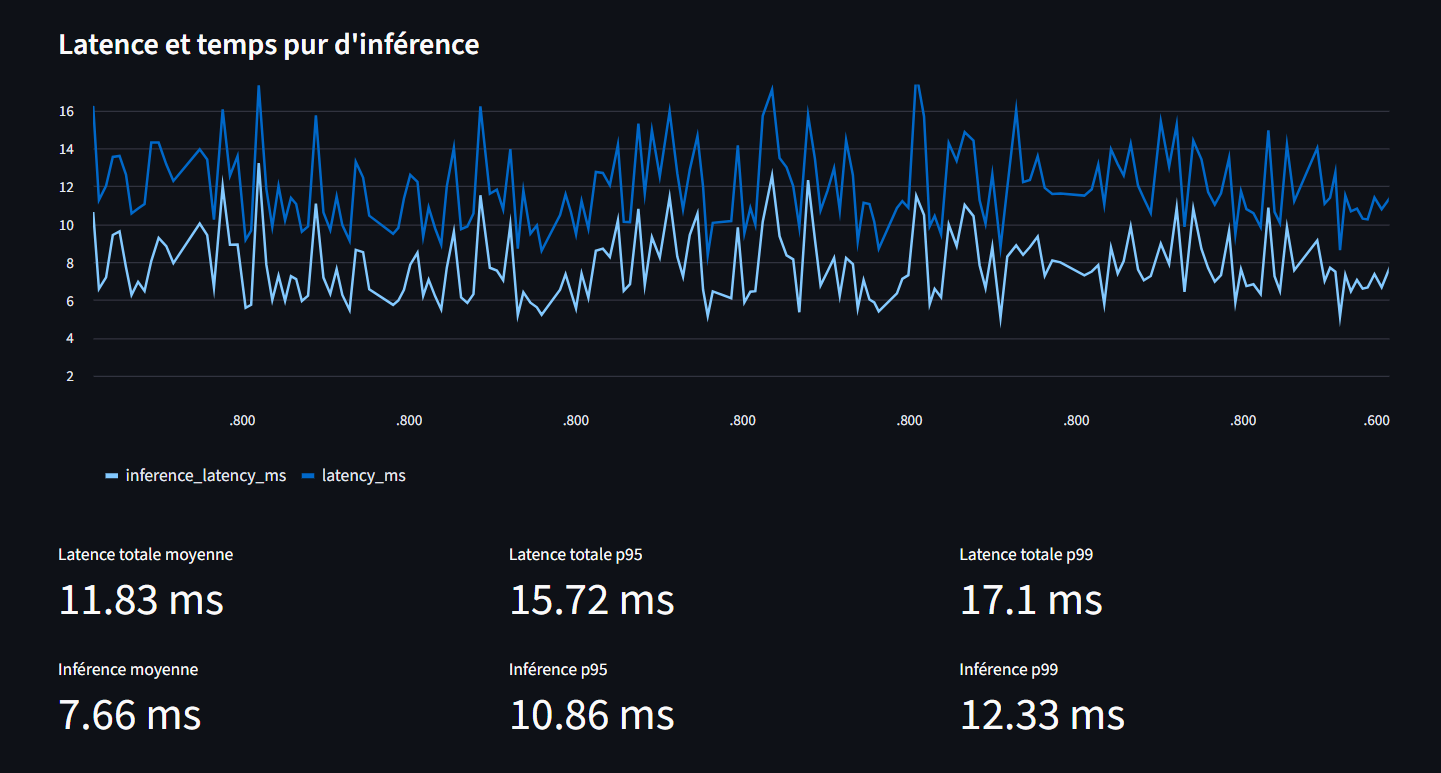 Latence et temps pur d'inférence
16
14
12
10
8
6
4
2
.800 .800 .800 .800 .800 .800 .800 .600
inference_latency_ms latency_ms
Latence totale moyenne Latence totale p95 Latence totale p99
11.83 ms 15.72 ms 17.1 ms
Inférence moyenne Inférence p95 Inférence p99
7.66 ms 10.86 ms 12.33 ms